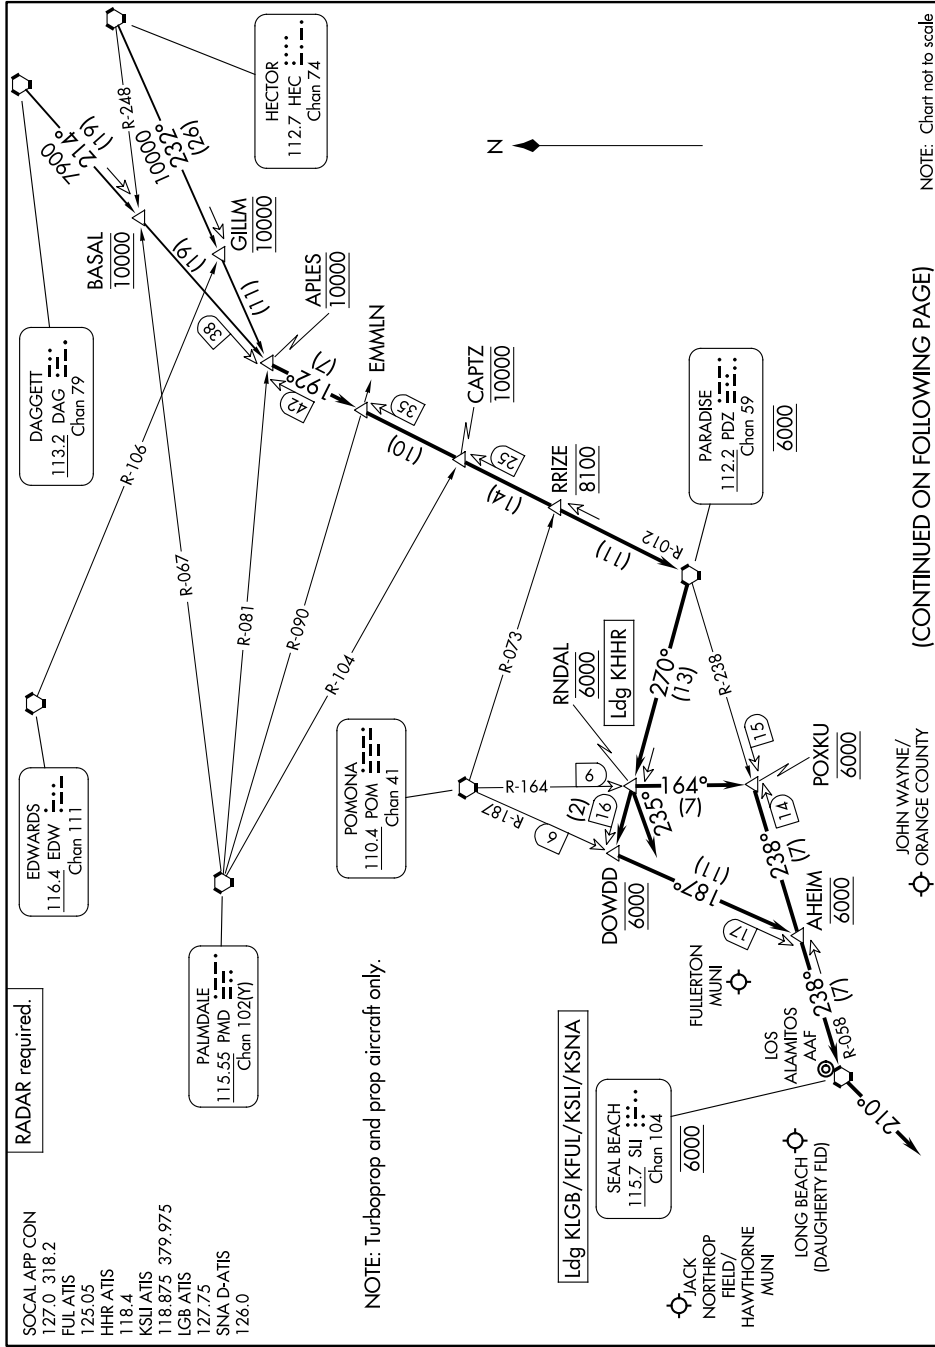 RADAR required.
SOCAL APP CON
127.0 318.2
FUL ATIS
125.05
HHR ATIS
118.4
KSLI ATIS
118.875 379.975
LGB ATIS
127.75
SNA D-ATIS
126.0
EDWARDS
116.4 EDW
Chan 111
DAGGETT
113.2 DAG
Chan 79
HECTOR
112.7 HEC
Chan 74
PALMDALE
115.55 PMD
Chan 102(Y)
7900
214°
(19)
R-248
10000
232°
(26)
BASAL
10000
(19)
GILLM
10000
(11)
R-106
R-067
R-081
R-090
R-104
38
42
APLES
10000
192°
(7)
EMMLN
35
(10)
CAPTZ
10000
25
(14)
RRIZE
8100
(11)
R-012
R-073
N
NOTE: Turboprop and prop aircraft only.
POMONA
110.4 POM
Chan 41
PARADISE
112.2 PDZ
Chan 59
6000
R-187
R-164
9
9
RNDAL
6000
Ldg KHHR
270°
(13)
R-238
(2)
16
235°
164°
(7)
DOWDD
6000
187°
(11)
17
15
14
POXKU
6000
238°
(7)
AHEIM
6000
238°
(7)
R-058
210°
Ldg KLGB/KFUL/KSLI/KSNA
SEAL BEACH
115.7 SLI
Chan 104
6000
FULLERTON
MUNI
LOS
ALAMITOS
AAF
JACK
NORTHROP
FIELD/
HAWTHORNE
MUNI
LONG BEACH
(DAUGHERTY FLD)
JOHN WAYNE/
ORANGE COUNTY
(CONTINUED ON FOLLOWING PAGE)
NOTE: Chart not to scale